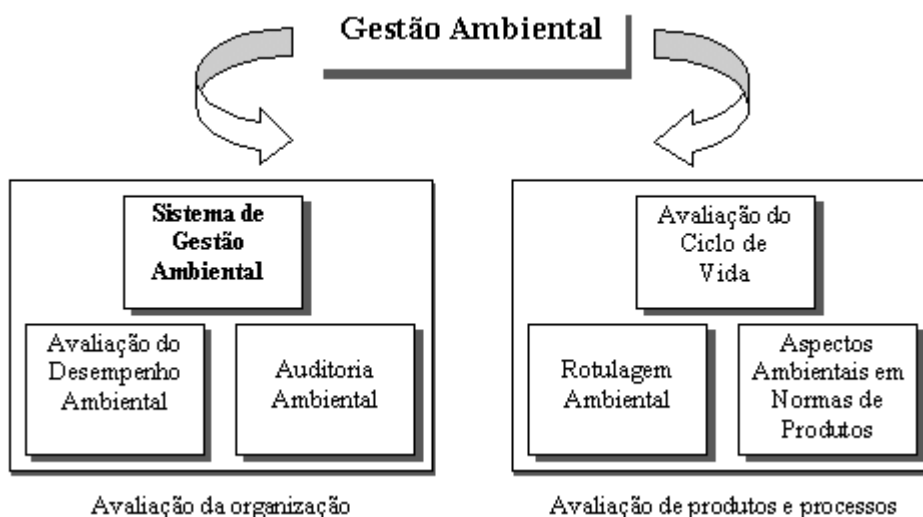 Gestão Ambiental
Sistema de
Gestão
Ambiental
Avaliação do
Desempenho
Ambiental
Auditoria
Ambiental
Avaliação da organização
Avaliação do
Ciclo de
Vida
Rotulagem
Ambiental
Aspectos
Ambientais em
Normas de
Produtos
Avaliação de produtos e processos